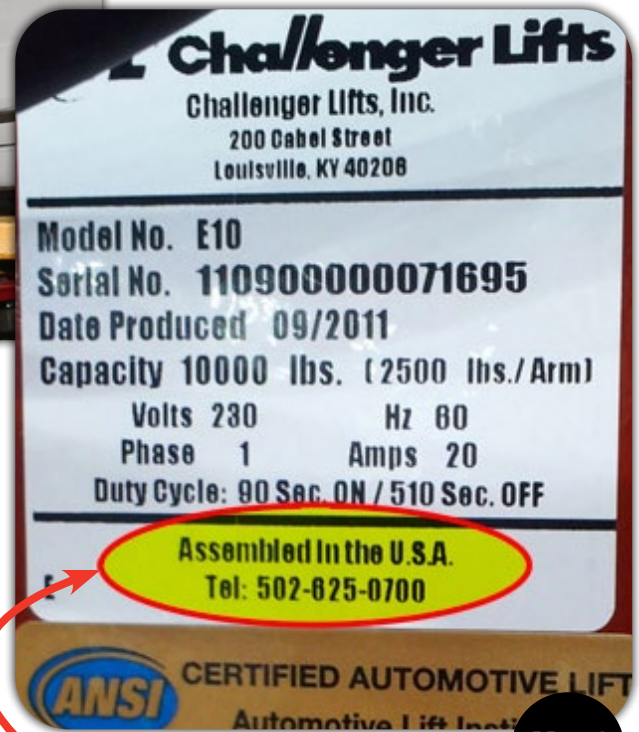 Challenger Lifts
Challenger Lifts, Inc.
200 Cabel Street
Louisville, KY 40206
Model No. E10
Serial No. 110900000071695
Date Produced 09/2011
Capacity 10000 lbs. (2500 lbs./Arm)
Volts 230 Hz 60
Phase 1 Amps 20
Duty Cycle: 90 Sec. ON / 510 Sec. OFF
Assembled In the U.S.A.
Tel: 502-625-0700
E
ANSI
CERTIFIED AUTOMOTIVE LIFT
Automotive Lift